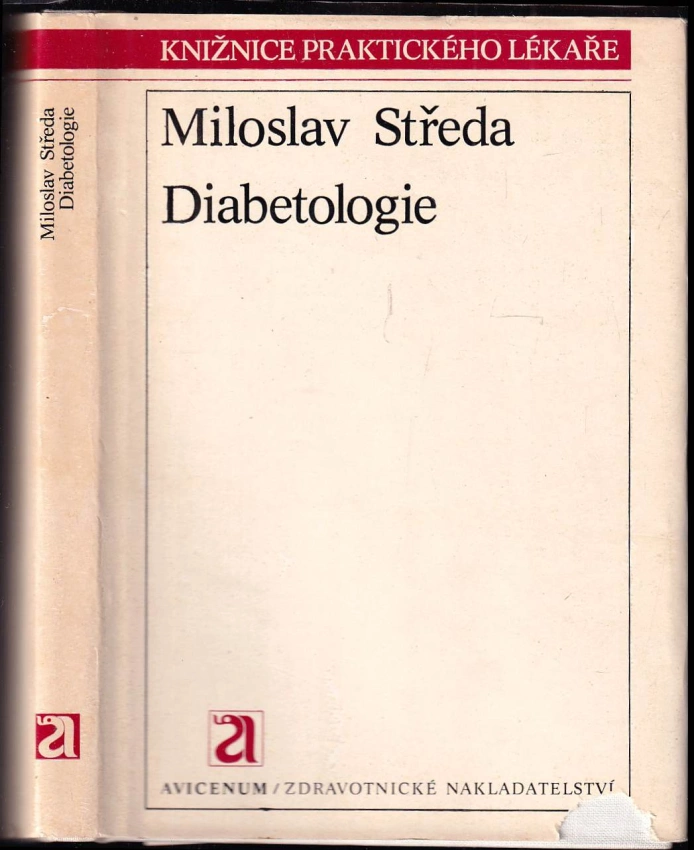 KNIŽNICE PRAKTICKÉHO LÉKAŘE
Miloslav Středa
Diabetologie
Miloslav Středa
Diabetologie
a
a
AVICENUM / ZDRAVOTNICKÉ NAKLADATELSTVÍ